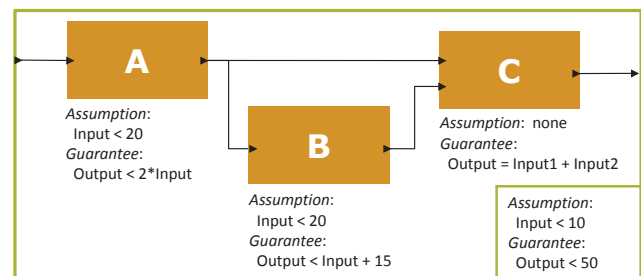 A
Assumption:
Input < 20
Guarantee:
Output < 2*Input
B
Assumption:
Input < 20
Guarantee:
Output < Input + 15
C
Assumption: none
Guarantee:
Output = Input1 + Input2
Assumption:
Input < 10
Guarantee:
Output < 50